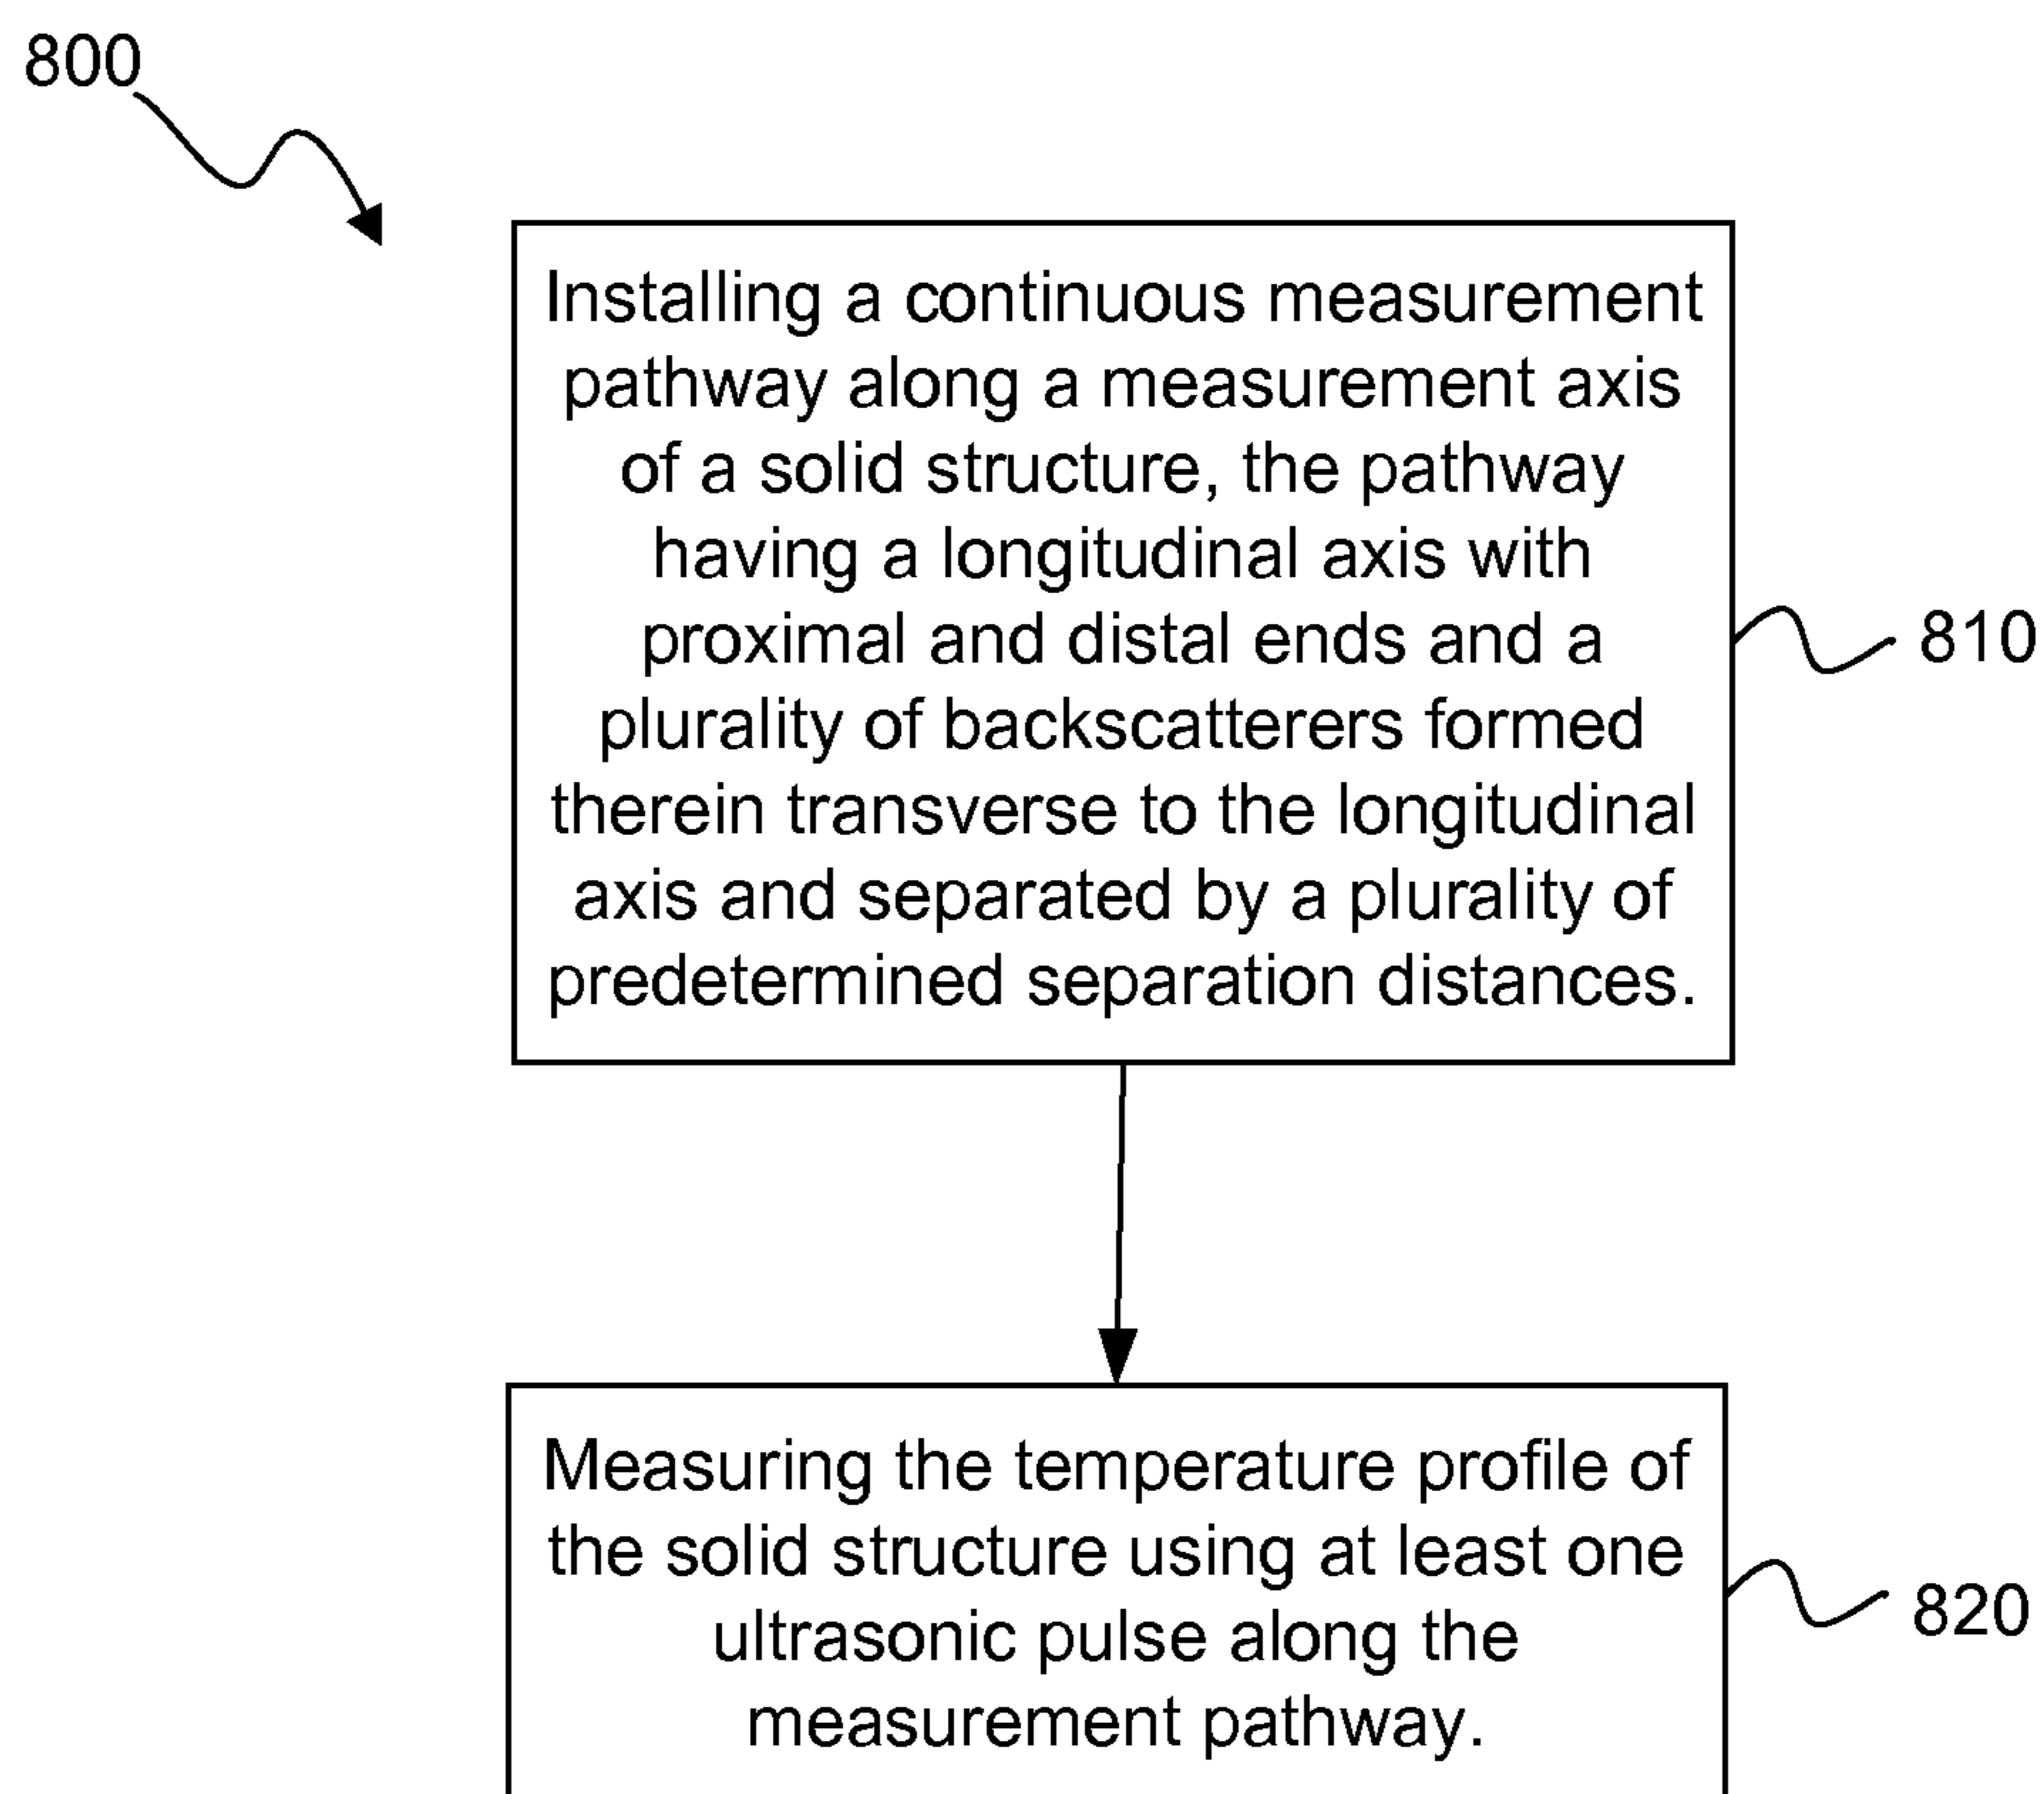 800
Installing a continuous measurement
pathway along a measurement axis
of a solid structure, the pathway
having a longitudinal axis with
proximal and distal ends and a
plurality of backscatterers formed
therein transverse to the longitudinal
axis and separated by a plurality of
predetermined separation distances.
810
Measuring the temperature profile of
the solid structure using at least one
ultrasonic pulse along the
measurement pathway.
820